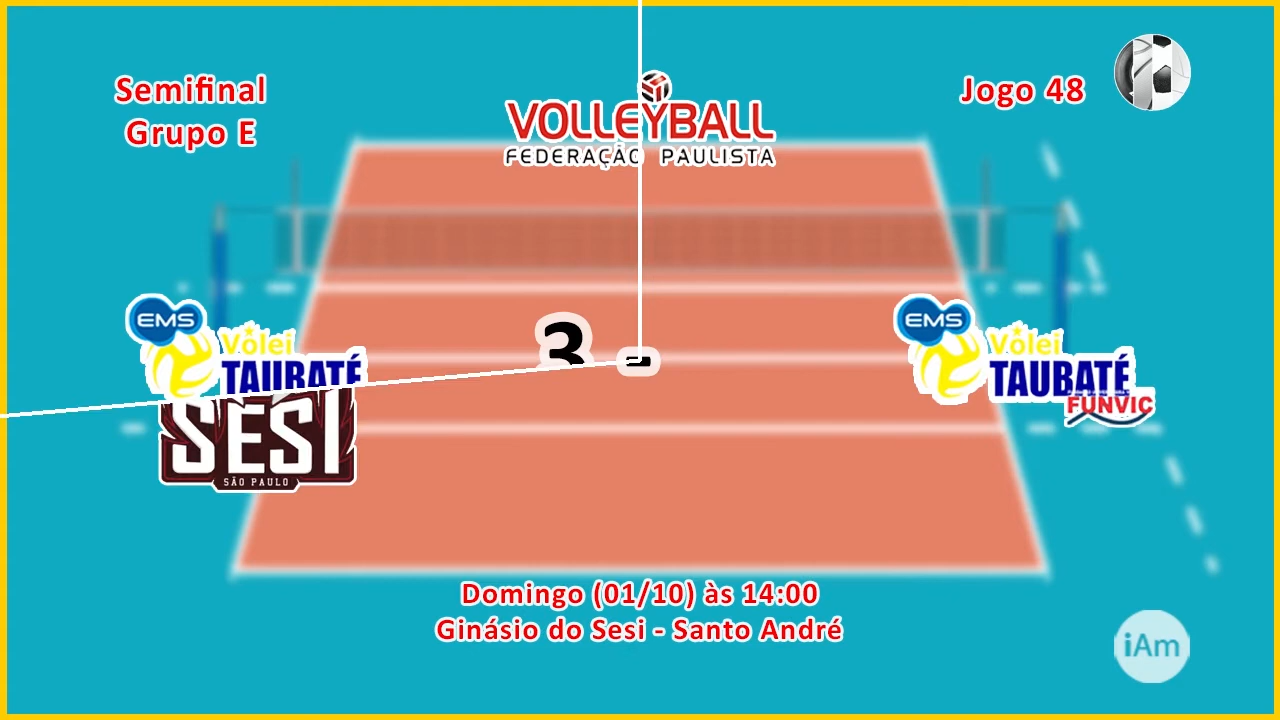 Semifinal
Grupo E
Jogo 48
VOLLEYBALL
FEDERAÇÃO PAULISTA
EMS
Vôlei
TAUBATÉ
SESI
SÃO PAULO
3 -
EMS
Vôlei
TAUBATÉ
FUNVIC
Domingo (01/10) às 14:00
Ginásio do Sesi - Santo André
iAm